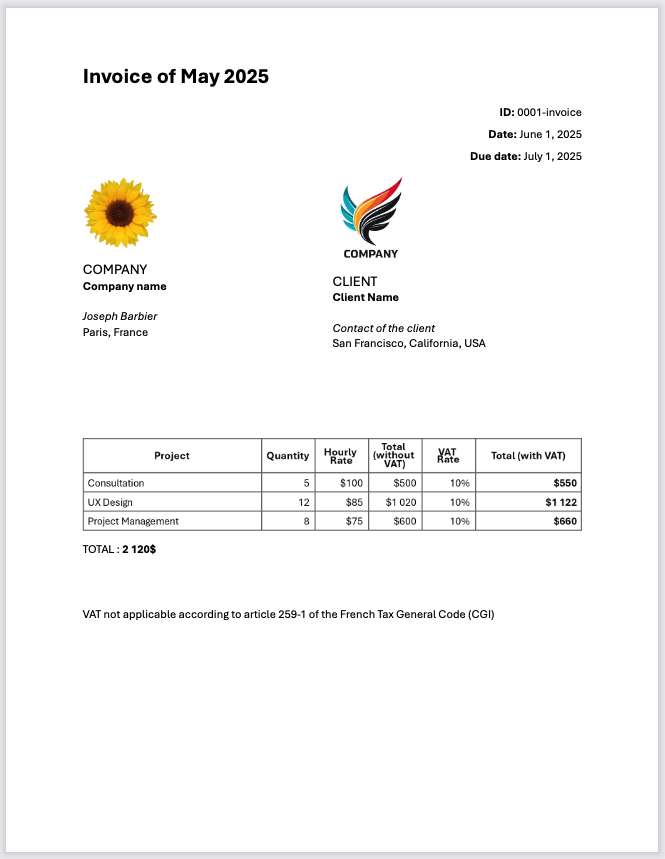 Invoice of May 2025
ID: 0001-invoice
Date: June 1, 2025
Due date: July 1, 2025
COMPANY
Company name
Joseph Barbier
Paris, France
COMPANY
CLIENT
Client Name
Contact of the client
San Francisco, California, USA
Project Quantity Hourly Rate Total (without VAT) VAT Rate Total (with VAT)
Consultation 5 $100 $500 10% $550
UX Design 12 $85 $1 020 10% $1 122
Project Management 8 $75 $600 10% $660
TOTAL : 2 120$
VAT not applicable according to article 259-1 of the French Tax General Code (CGI)